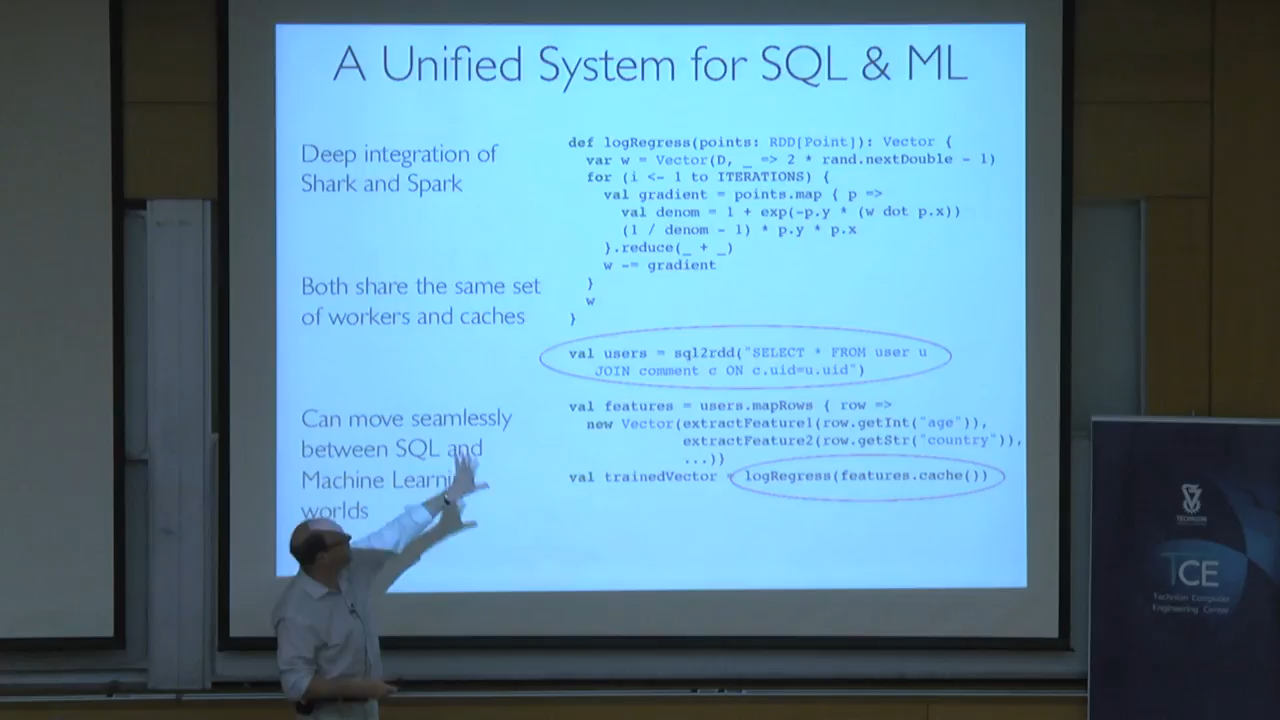 A Unified System for SQL & ML
Deep integration of
Shark and Spark
Both share the same set
of workers and caches
Can move seamlessly
between SQL and
Machine Learni
worlds
def logRegress(points: RDD[Point]): Vector {
var w = Vector(D, _ => 2 * rand.nextDouble - 1)
for (i <- 1 to ITERATIONS) {
val gradient = points.map { p =>
val denom = 1 + exp(-p.y * (w dot p.x))
(1 / denom - 1) * p.y * p.x
}.reduce(_ + _)
w -= gradient
}
w
}
val users = sql2rdd("SELECT * FROM user u
JOIN comment c ON c.uid=u.uid")
val features = users.mapRows { row =>
new Vector(extractFeature1(row.getInt("age")),
extractFeature2(row.getStr("country")),
...)}
val trainedVector = logRegress(features.cache())
TECHNION
TCE
Technion Computer
Engineering Center